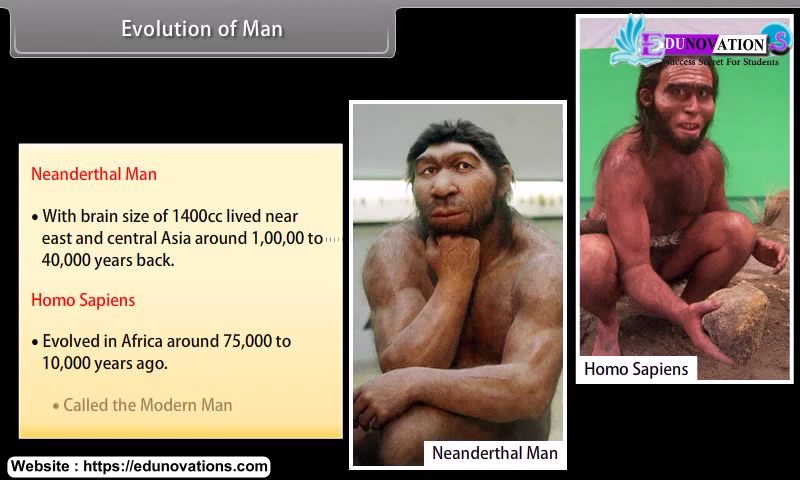 Evolution of Man
EDUNOVATIONS
Success Secret For Students
Neanderthal Man
• With brain size of 1400cc lived near
east and central Asia around 1,00,00 to
40,000 years back.
Homo Sapiens
• Evolved in Africa around 75,000 to
10,000 years ago.
• Called the Modern Man
Homo Sapiens
Neanderthal Man
Website : https://edunovations.com